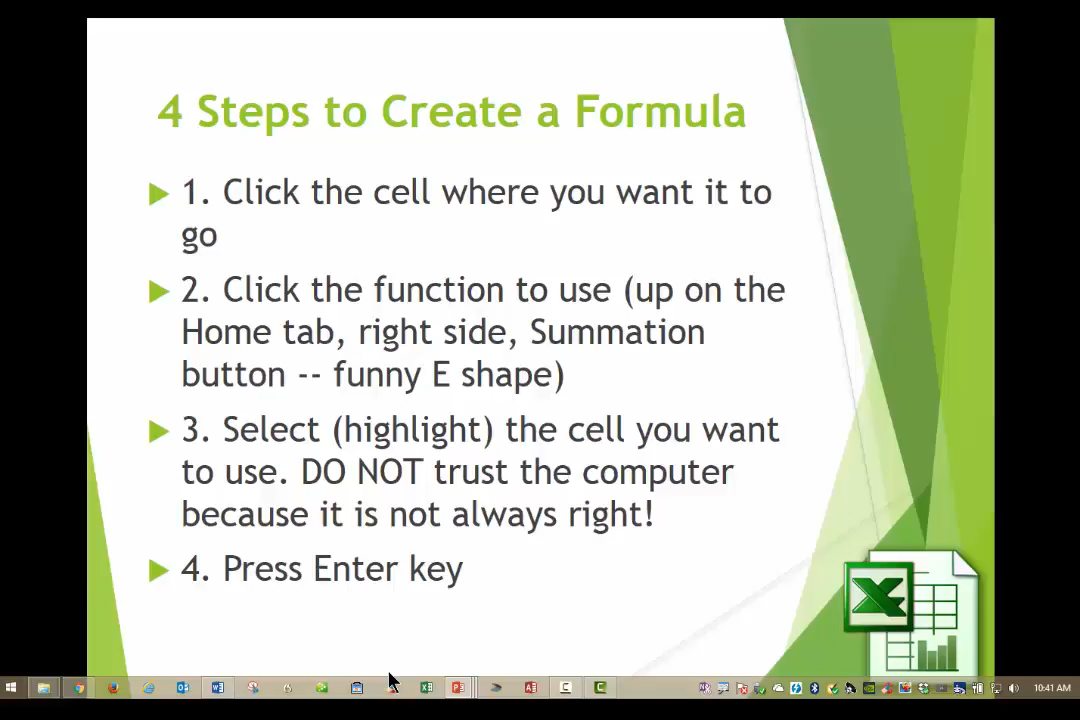 4 Steps to Create a Formula
1. Click the cell where you want it to
go
2. Click the function to use (up on the
Home tab, right side, Summation
button -- funny E shape)
3. Select (highlight) the cell you want
to use. DO NOT trust the computer
because it is not always right!
4. Press Enter key
10:41 AM